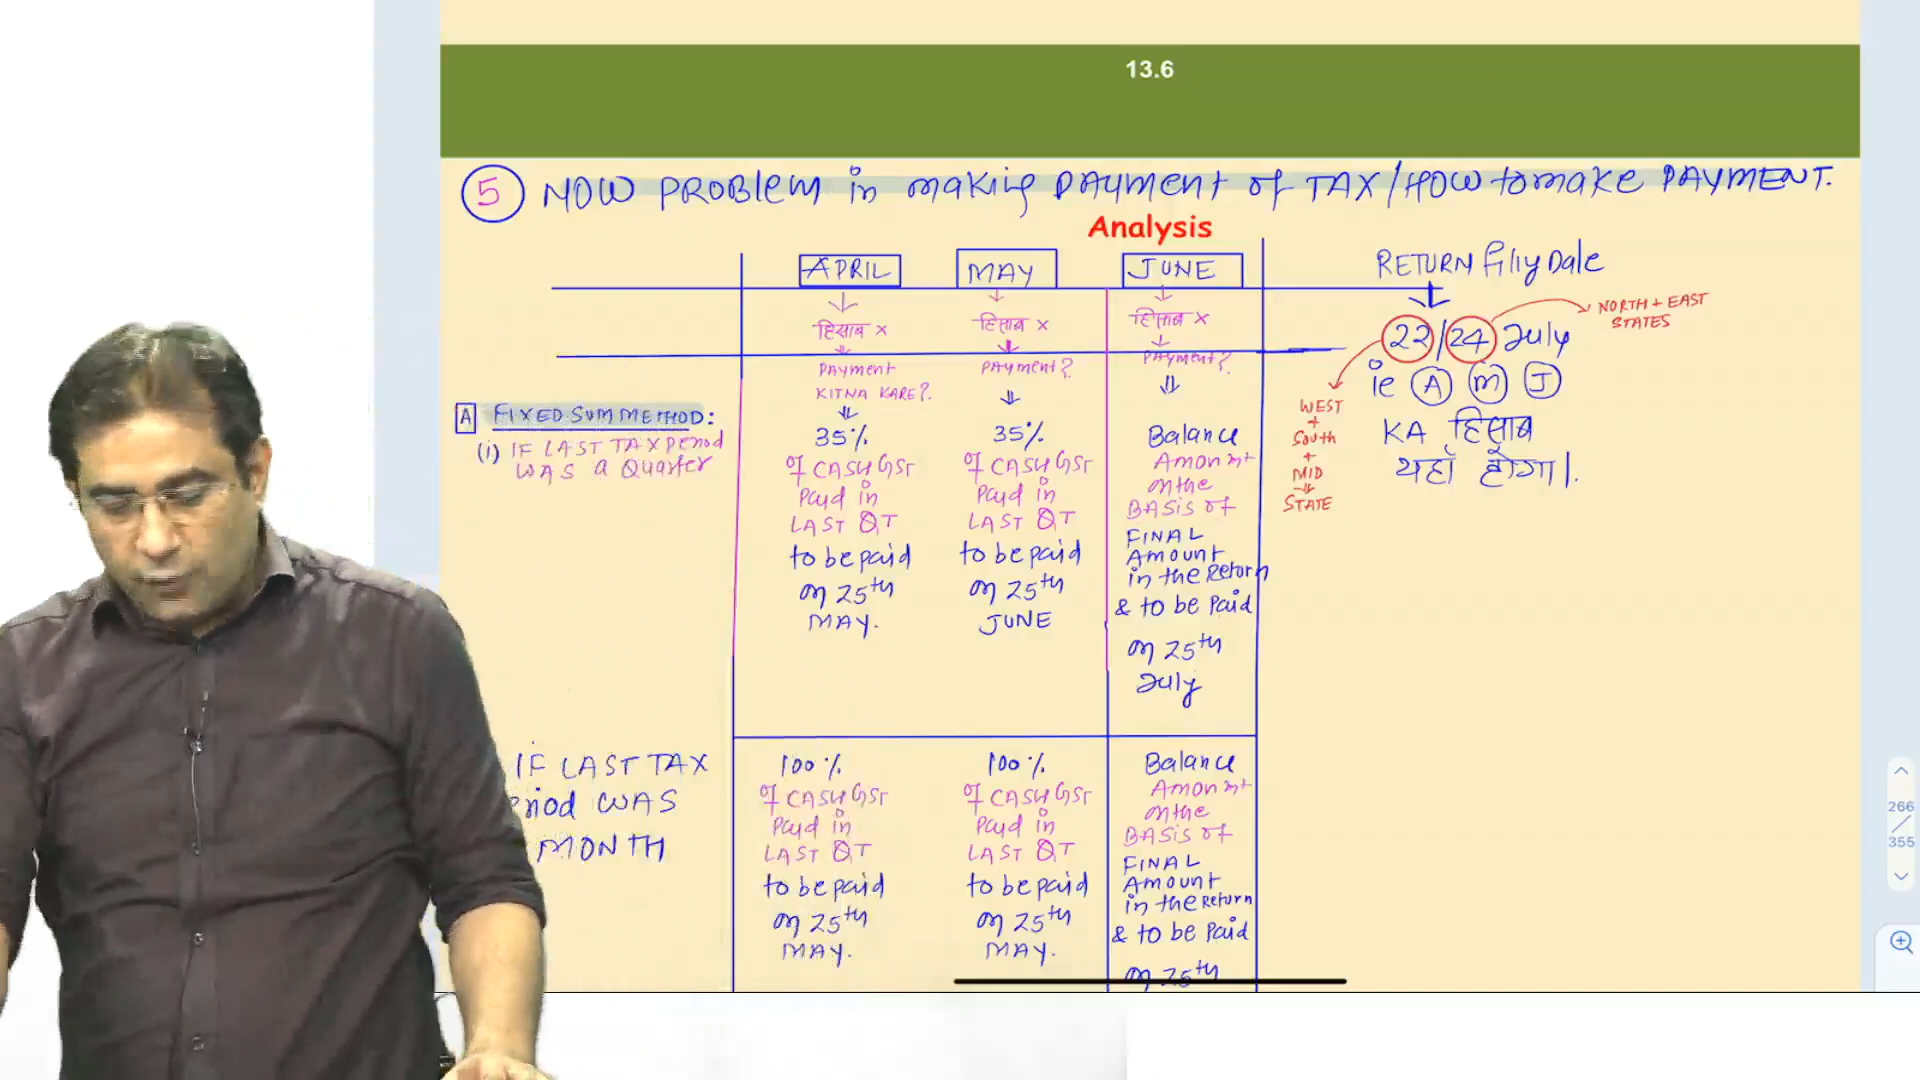 13.6
5 NOW PROBLEM in making PAYMENT of TAX/HOW to make PAYMENT.
Analysis
APRIL MAY JUNE
RETURN filiy Date
हिसाब x हिसाब x हिसाब x
22/24 July
NORTH + EAST
STATES
ie A M J
KA हिसाब
यहाँ होगा।
WEST
+
South
+
MID
STATE
A FIXED SUM METHOD:
(i) IF LAST TAX period
WAS a Quarter
PAYMENT
KITNA KARE?
35%
of CASH GST
Paid in
LAST QT
to be paid
on 25th
MAY.
PAYMENT?
35%
of CASH GST
Paid in
LAST QT
to be paid
on 25th
JUNE
PAYMENT?
Balance
Amount
on the
BASIS of
FINAL
Amount
in the Return
& to be Paid
on 25th
July
IF LAST TAX
eriod WAS
MONTH
100%
of CASH GST
Paid in
LAST QT
to be paid
on 25th
MAY.
100%
of CASH GST
Paid in
LAST QT
to be paid
on 25th
MAY.
Balance
Amount
on the
BASIS of
FINAL
Amount
in the Return
& to be Paid
on 25th
266
/
355